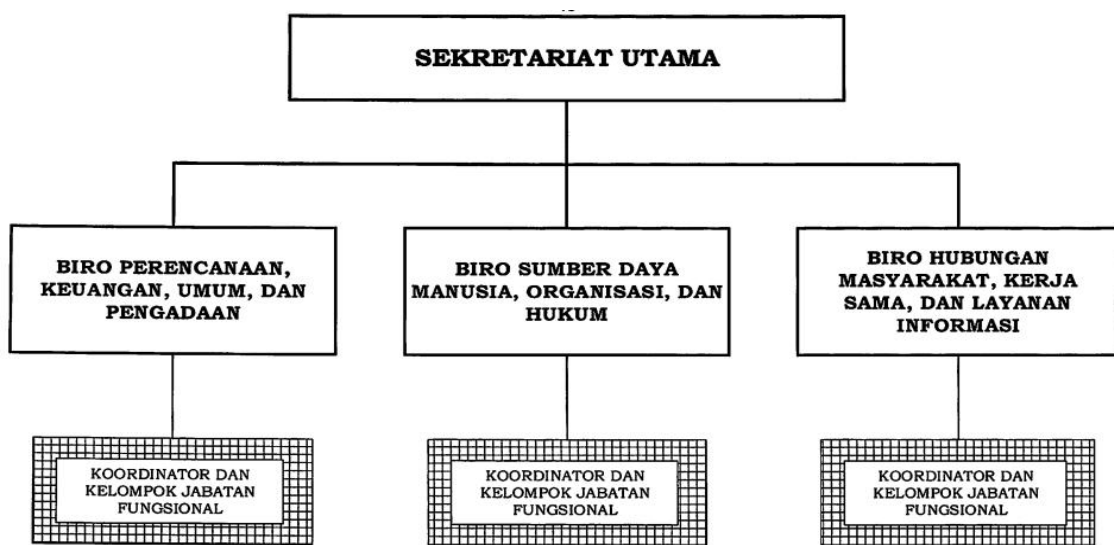 SEKRETARIAT UTAMA
BIRO PERENCANAAN,
KEUANGAN, UMUM, DAN
PENGADAAN
BIRO SUMBER DAYA
MANUSIA, ORGANISASI, DAN
HUKUM
BIRO HUBUNGAN
MASYARAKAT, KERJA
SAMA, DAN LAYANAN
INFORMASI
KOORDINATOR DAN
KELOMPOK JABATAN
FUNGSIONAL
KOORDINATOR DAN
KELOMPOK JABATAN
FUNGSIONAL
KOORDINATOR DAN
KELOMPOK JABATAN
FUNGSIONAL